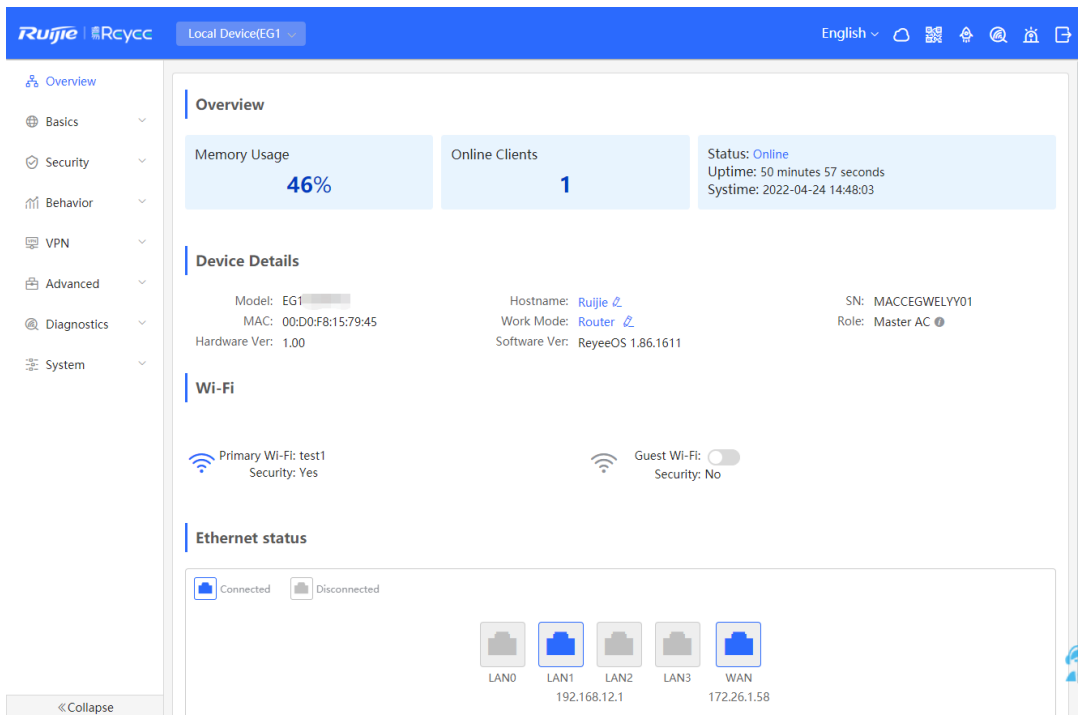 Ruijie Rcycc Local Device(EG1 English
Overview
Basics
Security
Behavior
VPN
Advanced
Diagnostics
System
«Collapse
Overview
Memory Usage
46%
Online Clients
1
Status: Online
Uptime: 50 minutes 57 seconds
Systime: 2022-04-24 14:48:03
Device Details
Model: EG1 Hostname: Ruijie SN: MACCEGWELYY01
MAC: 00:D0:F8:15:79:45 Work Mode: Router Role: Master AC
Hardware Ver: 1.00 Software Ver: ReyeeOS 1.86.1611
Wi-Fi
Primary Wi-Fi: test1
Security: Yes
Guest Wi-Fi:
Security: No
Ethernet status
Connected Disconnected
LAN0 LAN1 LAN2 LAN3 WAN
192.168.12.1 172.26.1.58